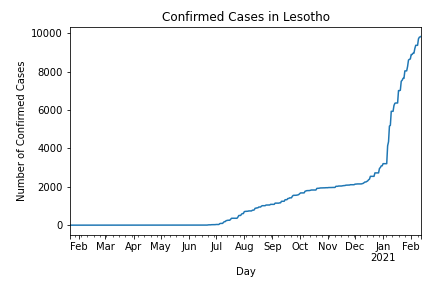 Confirmed Cases in Lesotho
10000
8000
6000
4000
2000
0
Number of Confirmed Cases
Feb Mar Apr May Jun Jul Aug Sep Oct Nov Dec Jan Feb
2021
Day